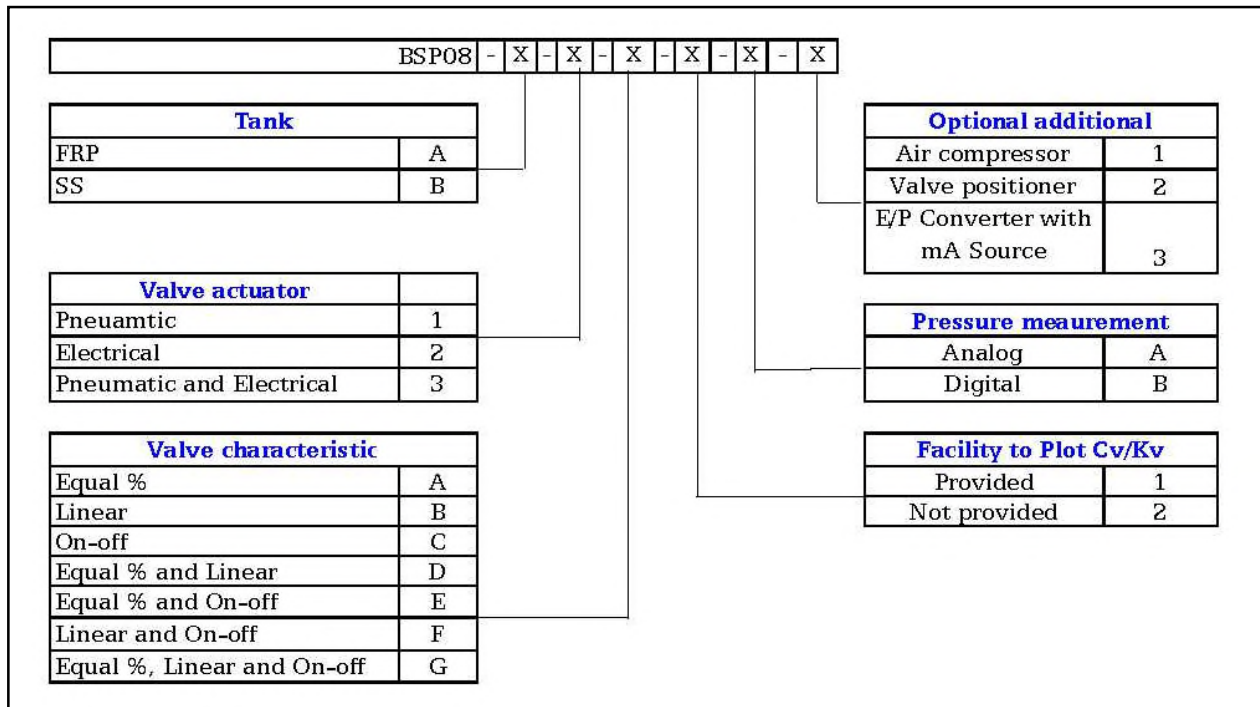 BSP08 - X - X - X - X - X - X
Tank
FRP A
SS B
Valve actuator
Pneuamtic 1
Electrical 2
Pneumatic and Electrical 3
Valve characteristic
Equal % A
Linear B
On-off C
Equal % and Linear D
Equal % and On-off E
Linear and On-off F
Equal %, Linear and On-off G
Optional additional
Air compressor 1
Valve positioner 2
E/P Converter with
mA Source 3
Pressure meaurement
Analog A
Digital B
Facility to Plot Cv/Kv
Provided 1
Not provided 2